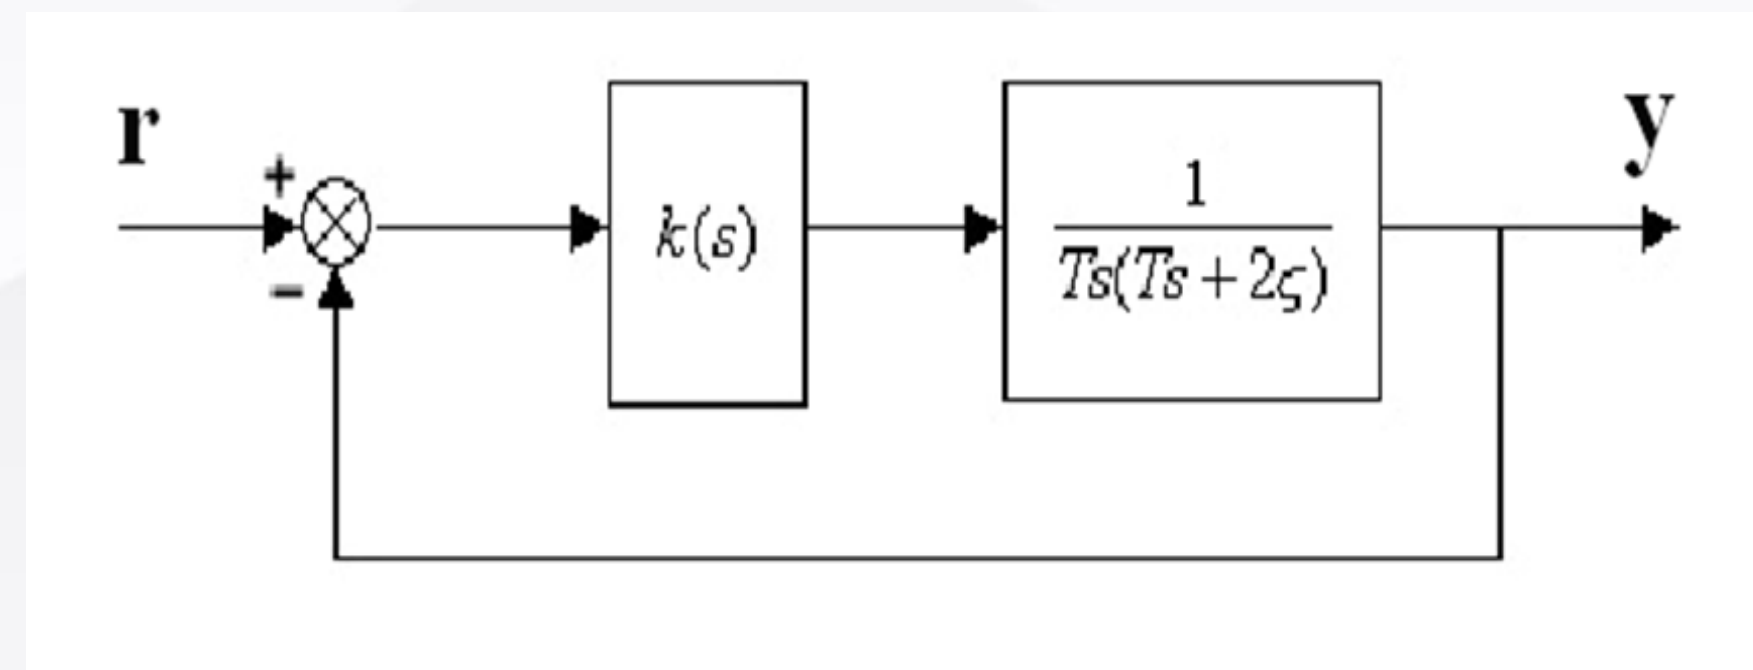 r
+
−
k(s)
1
Ts(Ts + 2ς)
y